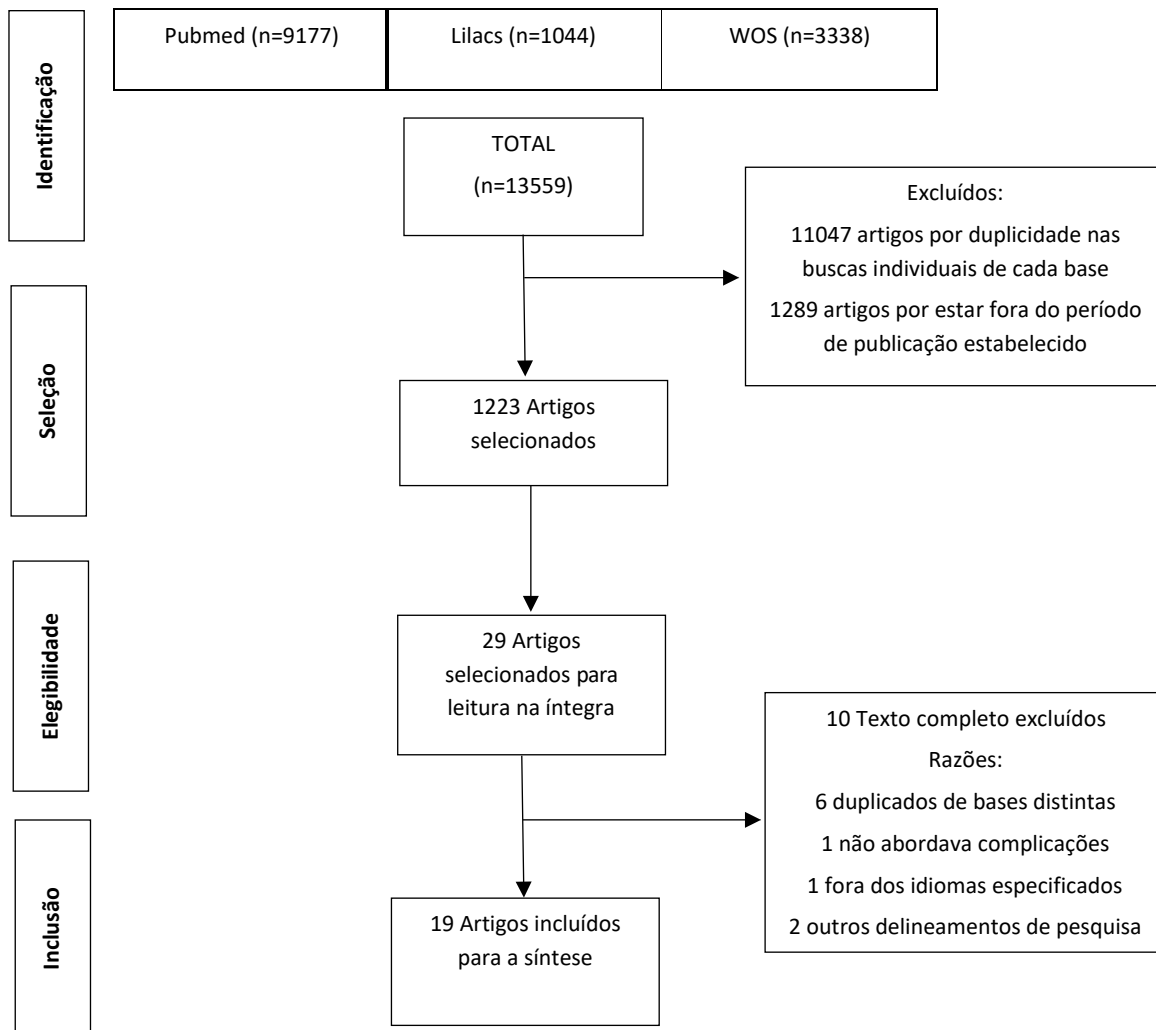 Identificação
Pubmed (n=9177)
Lilacs (n=1044)
WOS (n=3338)
TOTAL
(n=13559)
Excluídos:
11047 artigos por duplicidade nas
buscas individuais de cada base
1289 artigos por estar fora do período
de publicação estabelecido
Seleção
1223 Artigos
selecionados
Elegibilidade
29 Artigos
selecionados para
leitura na íntegra
10 Texto completo excluídos
Razões:
6 duplicados de bases distintas
1 não abordava complicações
1 fora dos idiomas especificados
2 outros delineamentos de pesquisa
Inclusão
19 Artigos incluídos
para a síntese